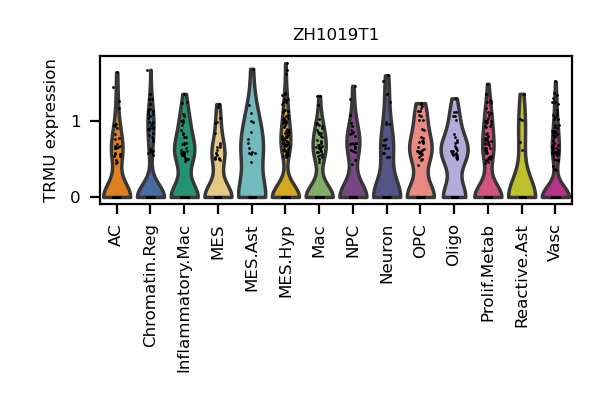 ZH1019T1
TRMU expression
1
0
AC
Chromatin.Reg
Inflammatory.Mac
MES
MES.Ast
MES.Hyp
Mac
NPC
Neuron
OPC
Oligo
Prolif.Metab
Reactive.Ast
Vasc